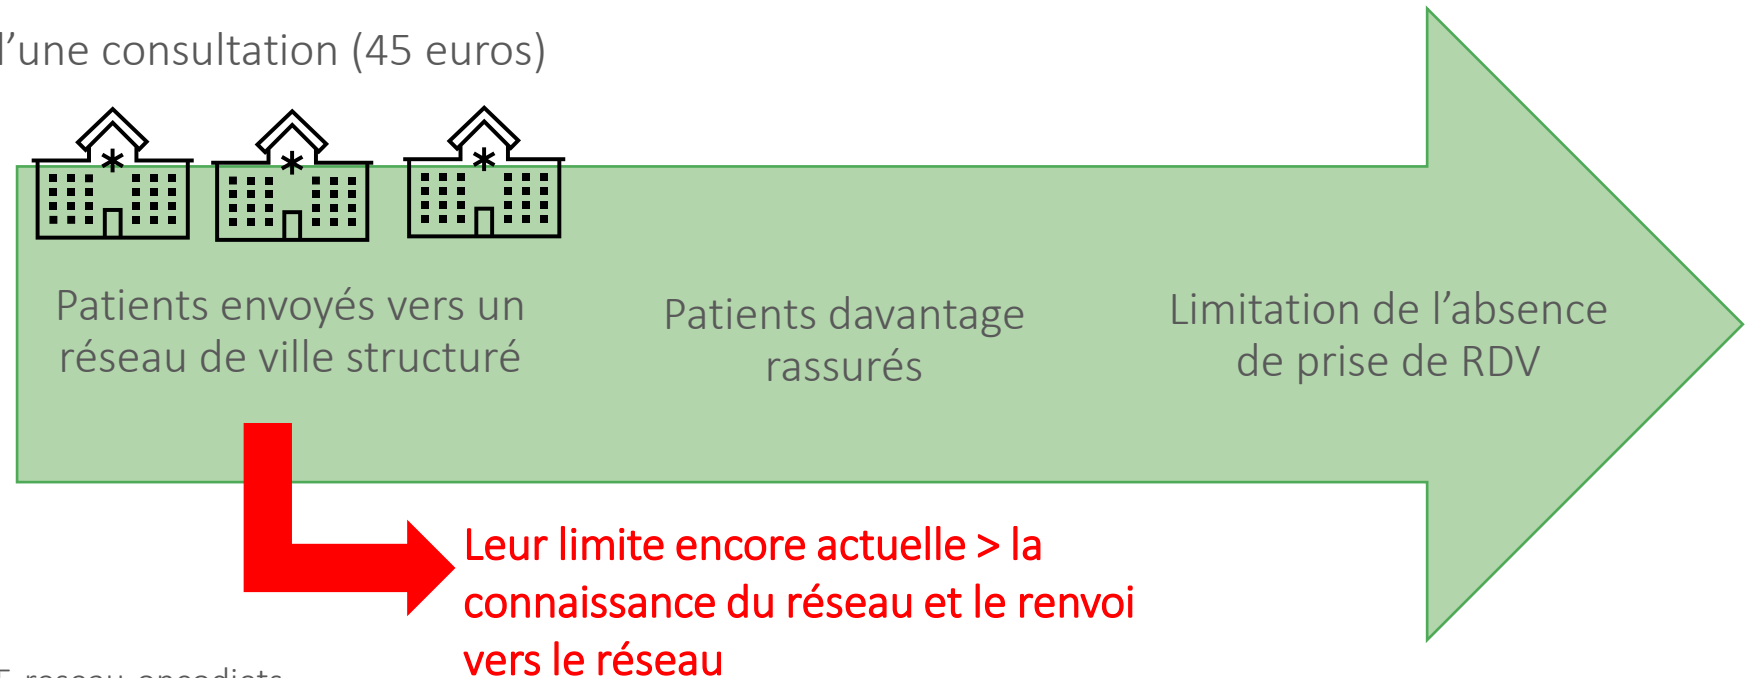 l’une consultation (45 euros)
Patients envoyés vers un
réseau de ville structuré
Patients davantage
rassurés
Limitation de l’absence
de prise de RDV
Leur limite encore actuelle > la
connaissance du réseau et le renvoi
vers le réseau